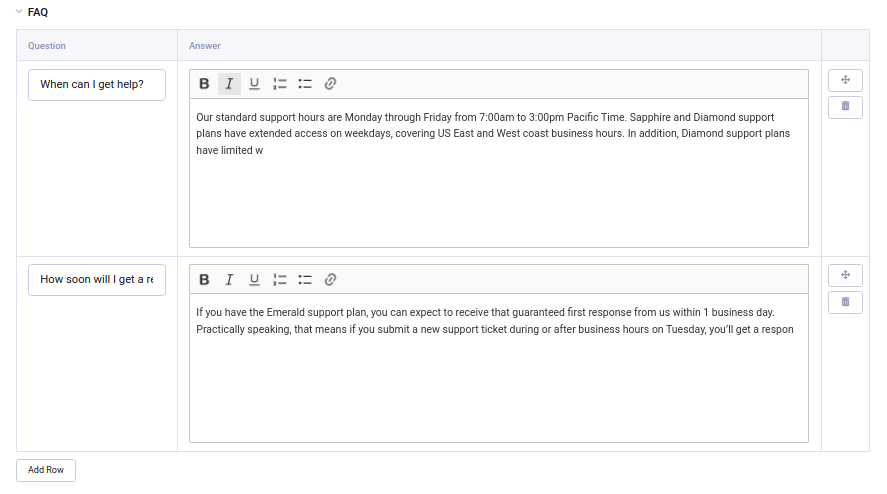 FAQ
Question Answer
When can I get help?
B I U
Our standard support hours are Monday through Friday from 7:00am to 3:00pm Pacific Time. Sapphire and Diamond support
plans have extended access on weekdays, covering US East and West coast business hours. In addition, Diamond support plans
have limited w
How soon will I get a re
B I U
If you have the Emerald support plan, you can expect to receive that guaranteed first response from us within 1 business day.
Practically speaking, that means if you submit a new support ticket during or after business hours on Tuesday, you’ll get a respon
Add Row